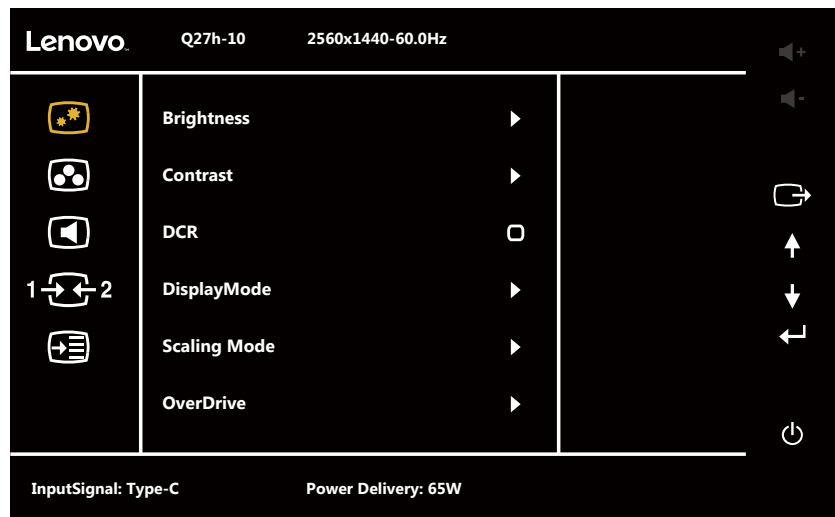 Lenovo. Q27h-10 2560x1440-60.0Hz
Brightness
Contrast
DCR
1 2 DisplayMode
Scaling Mode
OverDrive
InputSignal: Type-C Power Delivery: 65W